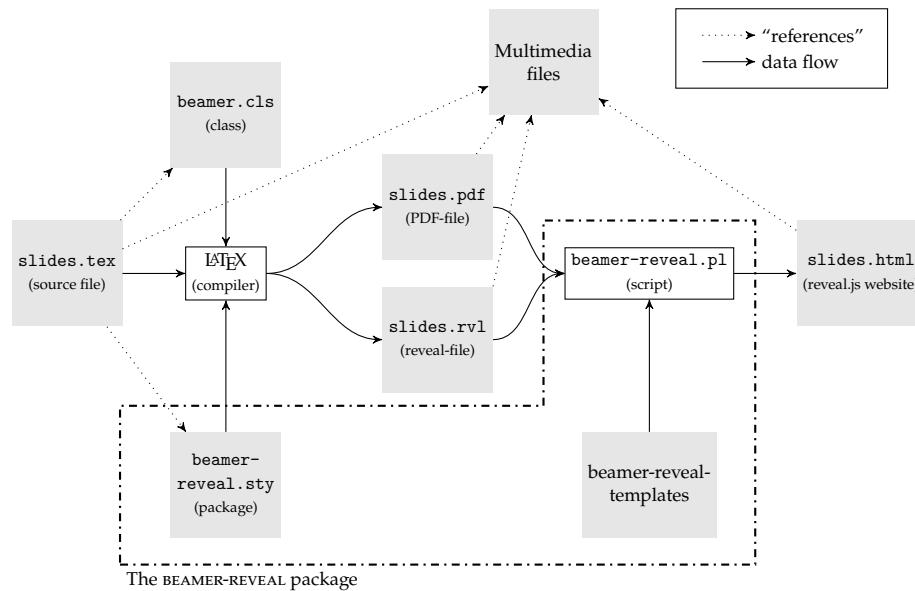 Multimedia
files
“references”
data flow
beamer.cls
(class)
slides.pdf
(PDF-file)
slides.tex
(source file)
LATEX
(compiler)
beamer-reveal.pl
(script)
slides.html
(reveal.js website)
slides.rvl
(reveal-file)
beamer-
reveal.sty
(package)
beamer-reveal-
templates
The BEAMER-REVEAL package